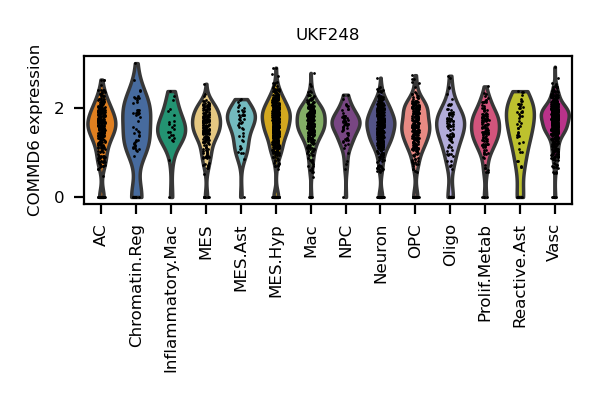 UKF248
COMMD6 expression
2
0
AC
Chromatin.Reg
Inflammatory.Mac
MES
MES.Ast
MES.Hyp
Mac
NPC
Neuron
OPC
Oligo
Prolif.Metab
Reactive.Ast
Vasc